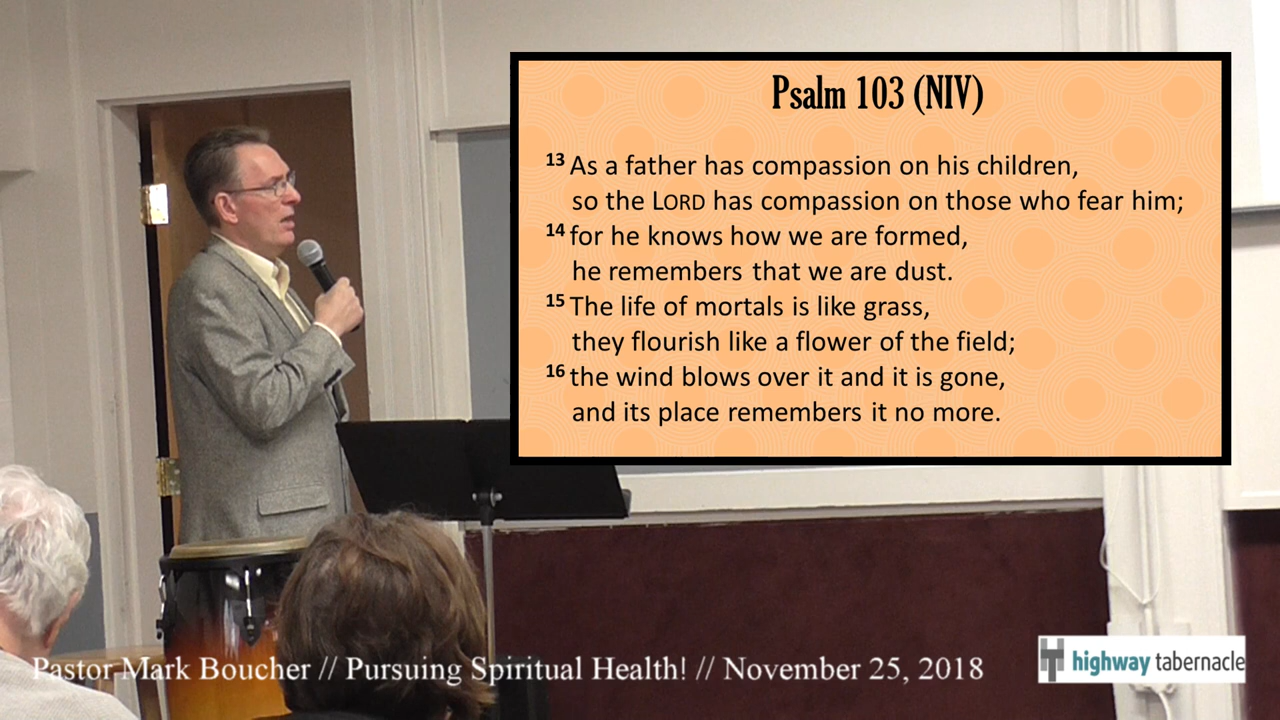 Psalm 103 (NIV)
13 As a father has compassion on his children,
so the LORD has compassion on those who fear him;
14 for he knows how we are formed,
he remembers that we are dust.
15 The life of mortals is like grass,
they flourish like a flower of the field;
16 the wind blows over it and it is gone,
and its place remembers it no more.
Pastor Mark Boucher // Pursuing Spiritual Health! // November 25, 2018
highway tabernacle